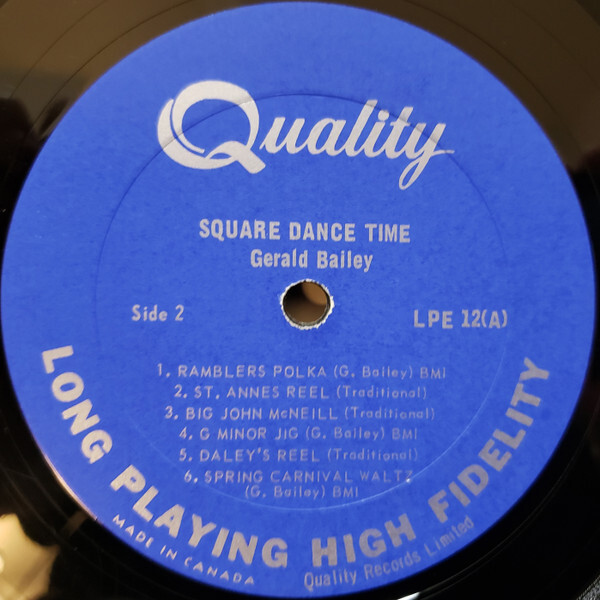 Quality
SQUARE DANCE TIME
Gerald Bailey
Side 2
LPE 12(A)
1. RAMBLERS POLKA (G. Bailey) BMI
2. ST. ANNES REEL (Traditional)
3. BIG JOHN McNEILL (Traditional)
4. G MINOR JIG (G. Bailey) BMI
5. DALEY'S REEL (Traditional)
6. SPRING CARNIVAL WALTZ
(G. Bailey) BMI
LONG PLAYING HIGH FIDELITY
MADE IN CANADA
Quality Records Limited